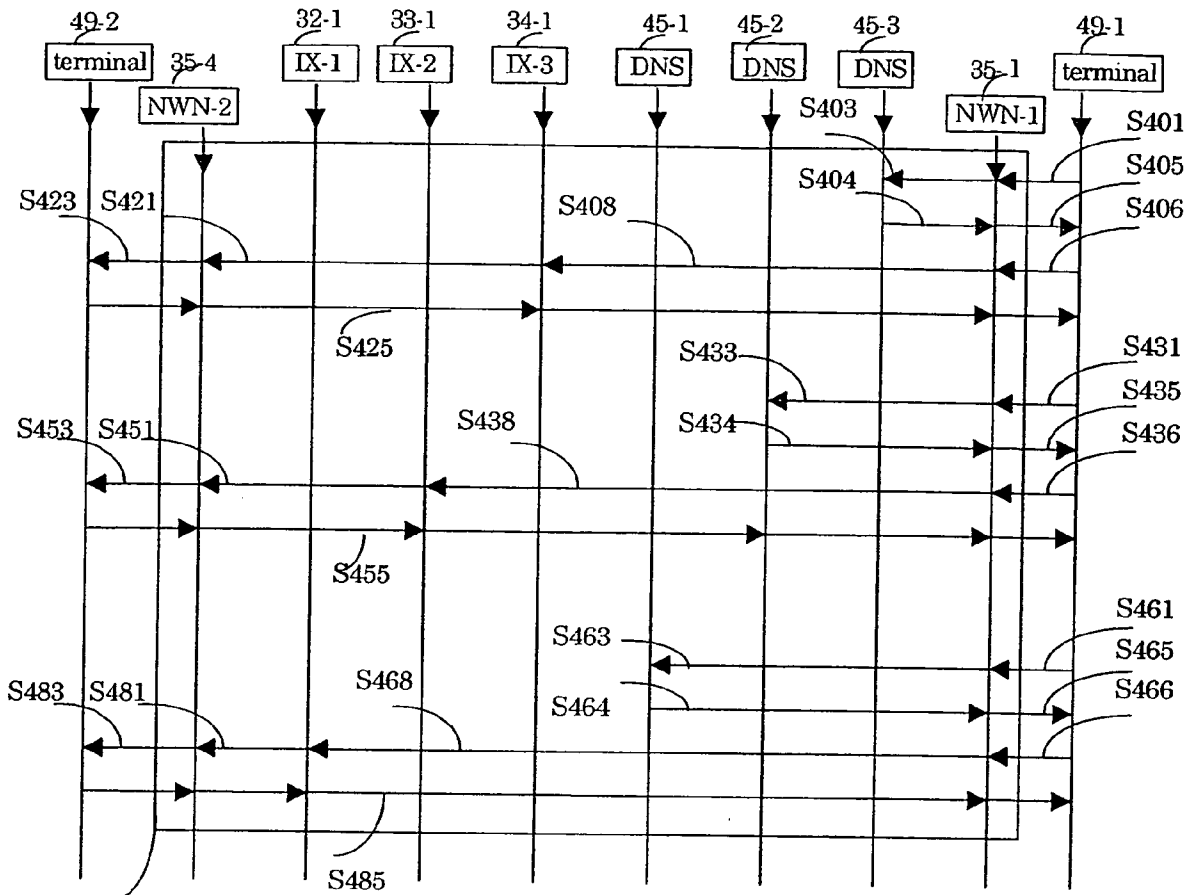 49-2
32-1
33-1
34-1
45-1
45-2
45-3
49-1
terminal
35-4
IX-1
IX-2
IX-3
DNS
DNS
DNS
35-1
terminal
NWN-2
NWN-1
S403
S401
S404
S405
S423
S421
S408
S406
S425
S433
S431
S434
S435
S453
S451
S438
S436
S455
S463
S461
S465
S483
S481
S468
S464
S466
S485